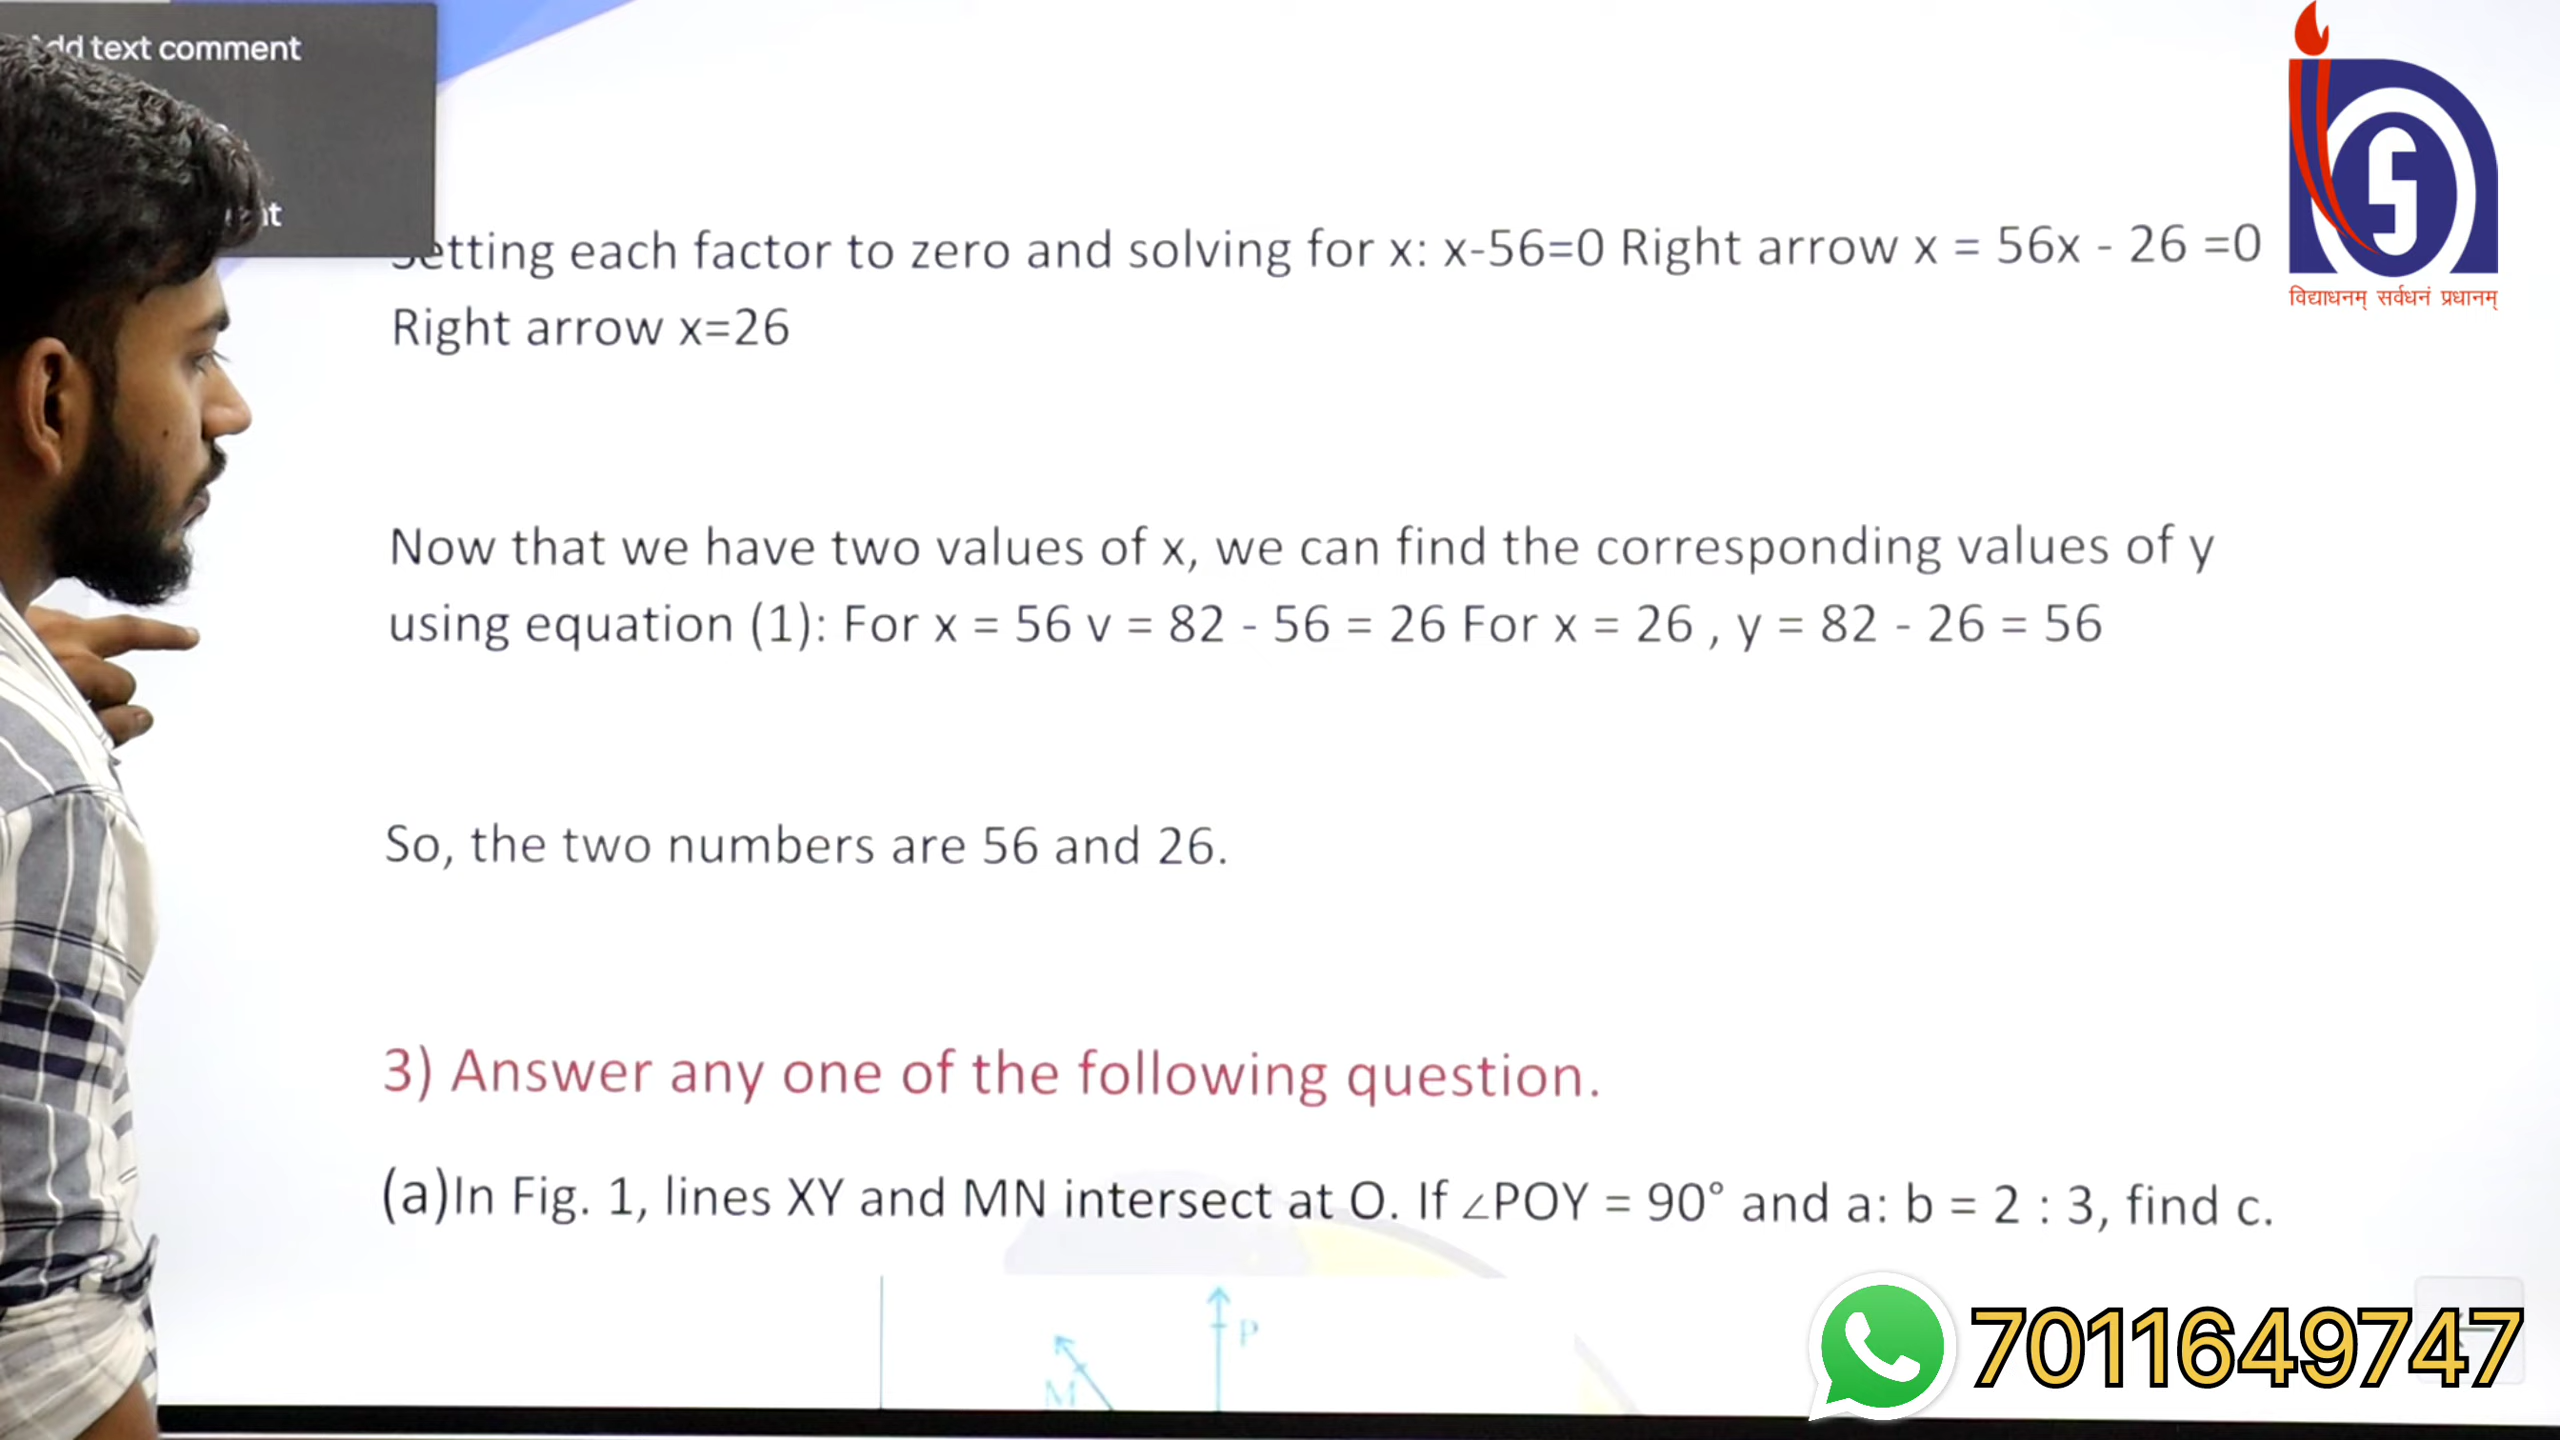 dd text comment
etting each factor to zero and solving for x: x-56=0 Right arrow x = 56x - 26 =0
Right arrow x=26
विद्याधनम् सर्वधनं प्रधानम्
Now that we have two values of x, we can find the corresponding values of y
using equation (1): For x = 56 v = 82 - 56 = 26 For x = 26 , y = 82 - 26 = 56
So, the two numbers are 56 and 26.
3) Answer any one of the following question.
(a)In Fig. 1, lines XY and MN intersect at O. If ∠POY = 90° and a: b = 2 : 3, find c.
P
M
7011649747